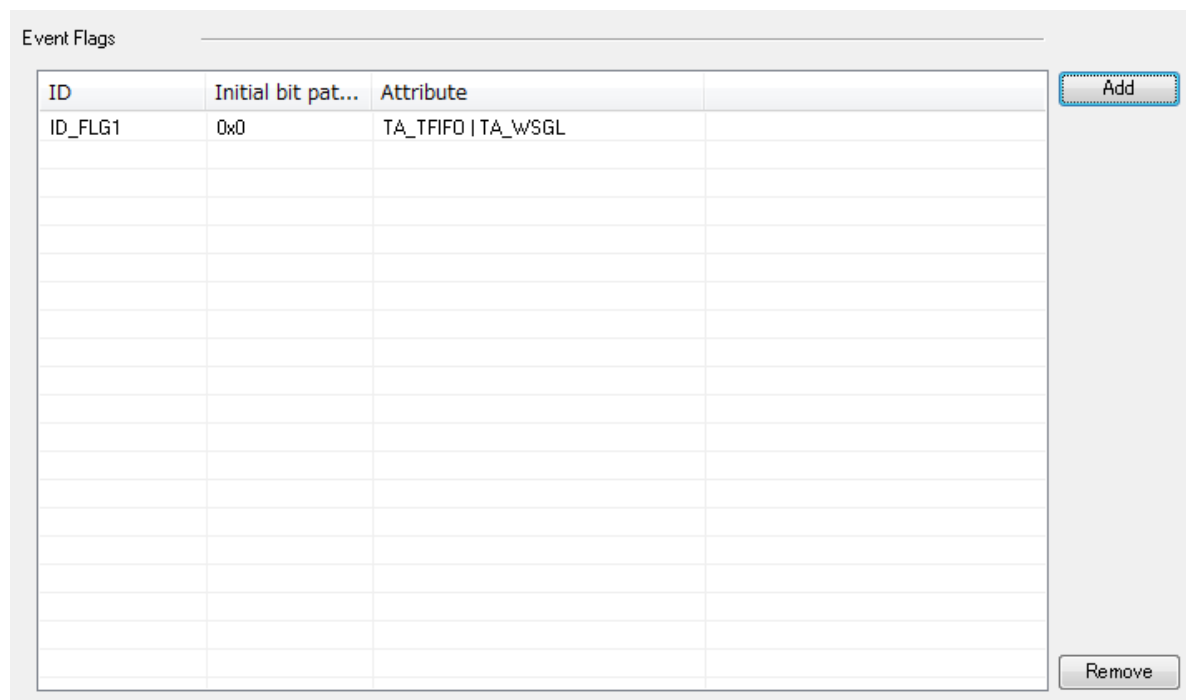 Event Flags
ID Initial bit pat... Attribute
Add
ID_FLG1 0x0 TA_TFIFO | TA_WSGL
Remove